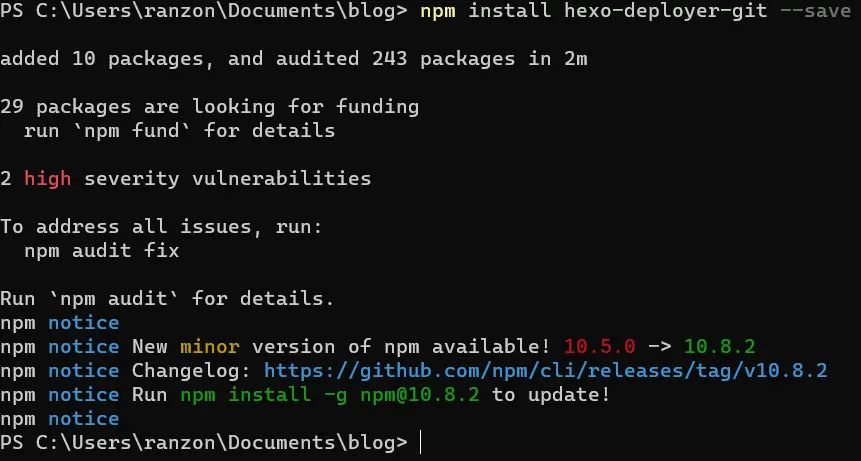 PS C:\Users\ranzon\Documents\blog> npm install hexo-deployer-git --save
added 10 packages, and audited 243 packages in 2m
29 packages are looking for funding
  run `npm fund` for details
2 high severity vulnerabilities
To address all issues, run:
  npm audit fix
Run `npm audit` for details.
npm notice
npm notice New minor version of npm available! 10.5.0 -> 10.8.2
npm notice Changelog: https://github.com/npm/cli/releases/tag/v10.8.2
npm notice Run npm install -g npm@10.8.2 to update!
npm notice
PS C:\Users\ranzon\Documents\blog>